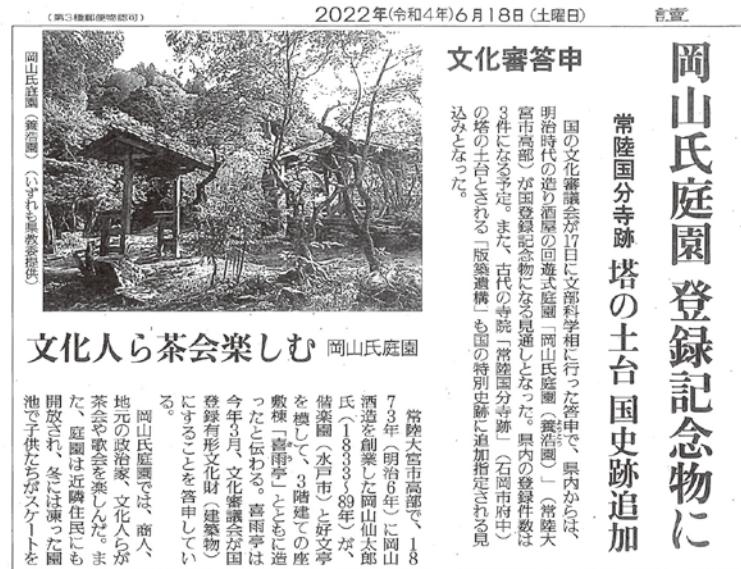 (第3種郵便物認可)
2022年(令和4年)6月18日(土曜日)
岡山氏庭園 登録記念物に
常陸国分寺跡 塔の土台 国史跡追加
文化審答申
国の文化審議会が17日に文部科学相に行った答申で、県内からは、
明治時代の造り酒屋の回遊式庭園「岡山氏庭園(養浩園)」(常陸大
宮市高部)が国登録記念物になる見通しとなった。県内の登録件数は
3件になる予定。また、古代の寺院「常陸国分寺跡」(石岡市府中)
の塔の土台とされる「版築遺構」も国の特別史跡に追加指定される見
込みとなった。
岡山氏庭園(養浩園)(いずれも県教委提供)
文化人ら茶会楽しむ 岡山氏庭園
常陸大宮市高部で、18
73年(明治6年)に岡山
酒造を創業した岡山仙太郎
氏(1833~89年)が、
偕楽園(水戸市)と好文亭
を模して、3階建ての座
敷棟「喜雨亭」とともに造
ったと伝わる。喜雨亭は
今年3月、文化審議会が国
登録有形文化財(建築物)
にすることを答申してい
る。
岡山氏庭園では、商人、
地元の政治家、文化人らが
茶会や歌会を楽しんだ。ま
た、庭園は近隣住民にも
開放され、冬には凍った園
池で子供たちがスケートを